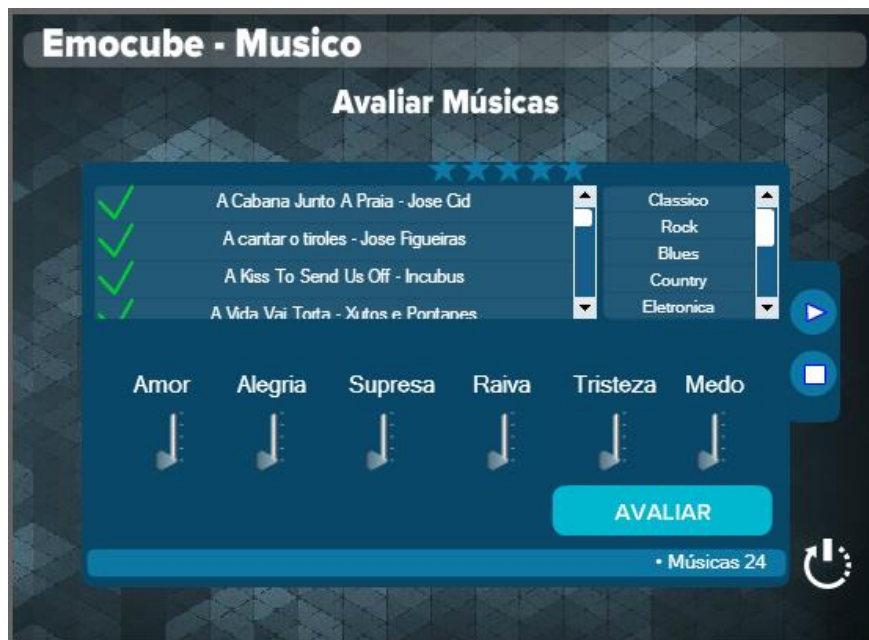 Emocube - Musico
Avaliar Músicas
A Cabana Junto A Praia - Jose Cid
A cantar o tiroles - Jose Figueiras
A Kiss To Send Us Off - Incubus
A Vida Vai Torta - Xutos e Pontapes
Classico
Rock
Blues
Country
Eletronica
Amor Alegria Supresa Raiva Tristeza Medo
AVALIAR
• Músicas 24